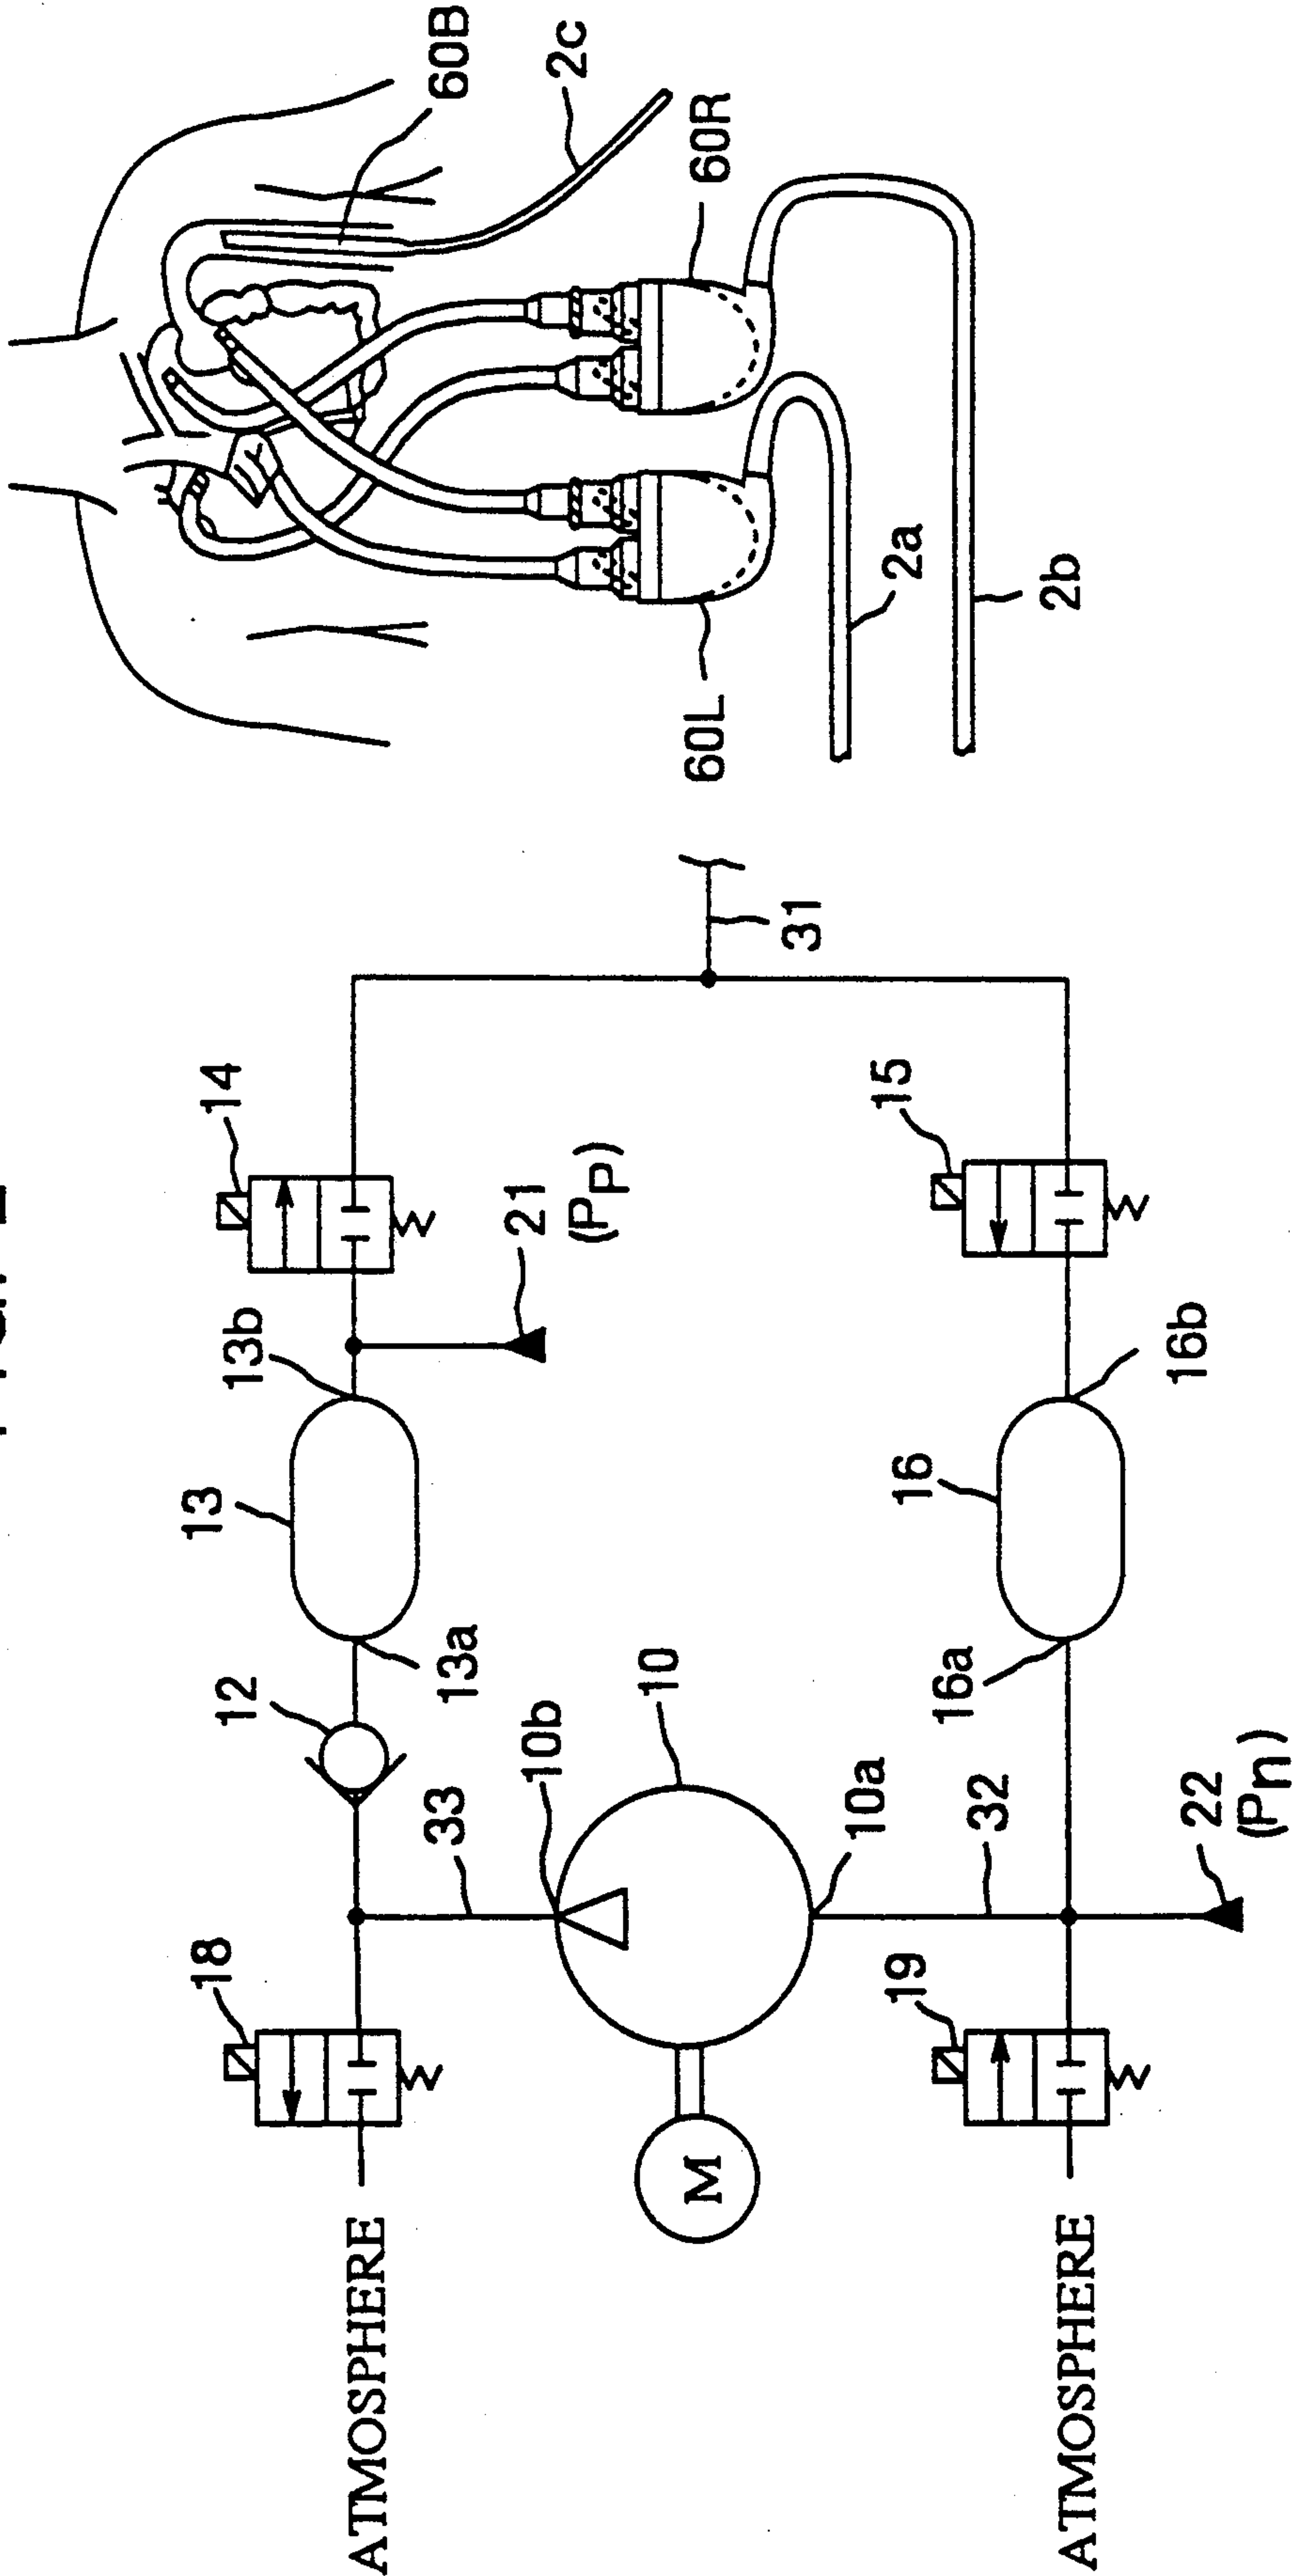 60B
2c
60R
60L
2a
2b
31
14
15
21
(Pp)
13b
16b
13
16
13a
16a
12
10
10b
33
10a
32
22
(Pn)
18
19
M
ATMOSPHERE
ATMOSPHERE